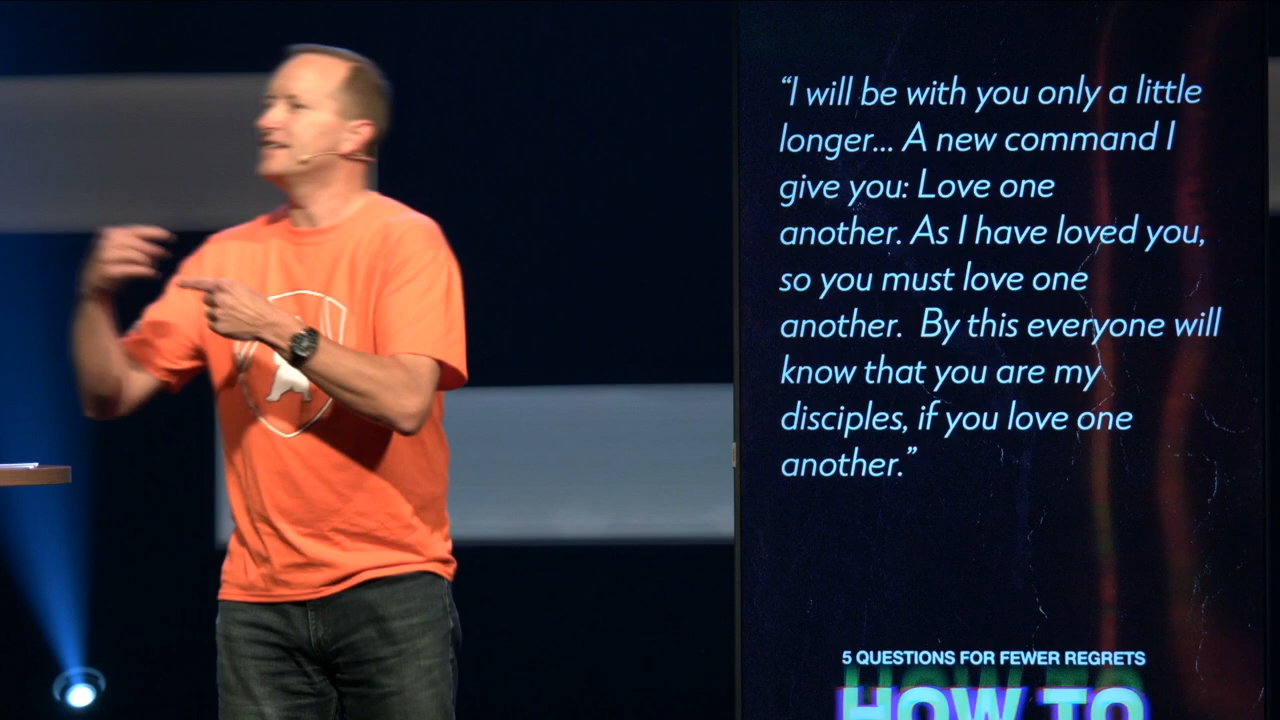 “I will be with you only a little
longer... A new command I
give you: Love one
another. As I have loved you,
so you must love one
another.  By this everyone will
know that you are my
disciples, if you love one
another.”
5 QUESTIONS FOR FEWER REGRETS
HOW TO